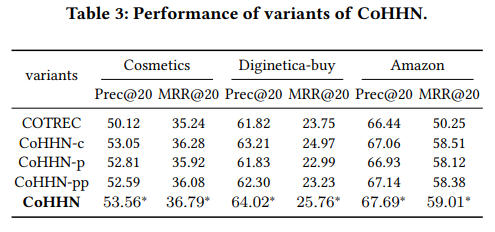 Table 3: Performance of variants of CoHHN.
variants Cosmetics Diginetica-buy Amazon
Prec@20 MRR@20 Prec@20 MRR@20 Prec@20 MRR@20
COTREC 50.12 35.24 61.82 23.75 66.44 50.25
CoHHN-c 53.05 36.28 63.21 24.97 67.06 58.51
CoHHN-p 52.81 35.92 61.83 22.99 66.93 58.12
CoHHN-pp 52.59 36.08 62.30 23.23 67.14 58.38
CoHHN 53.56* 36.79* 64.02* 25.76* 67.69* 59.01*